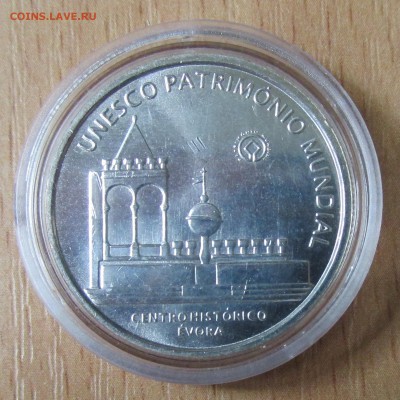 COINS.LAVE.RU
UNESCO PATRIMÓNIO MUNDIAL
CENTRO HISTÓRICO
ÉVORA